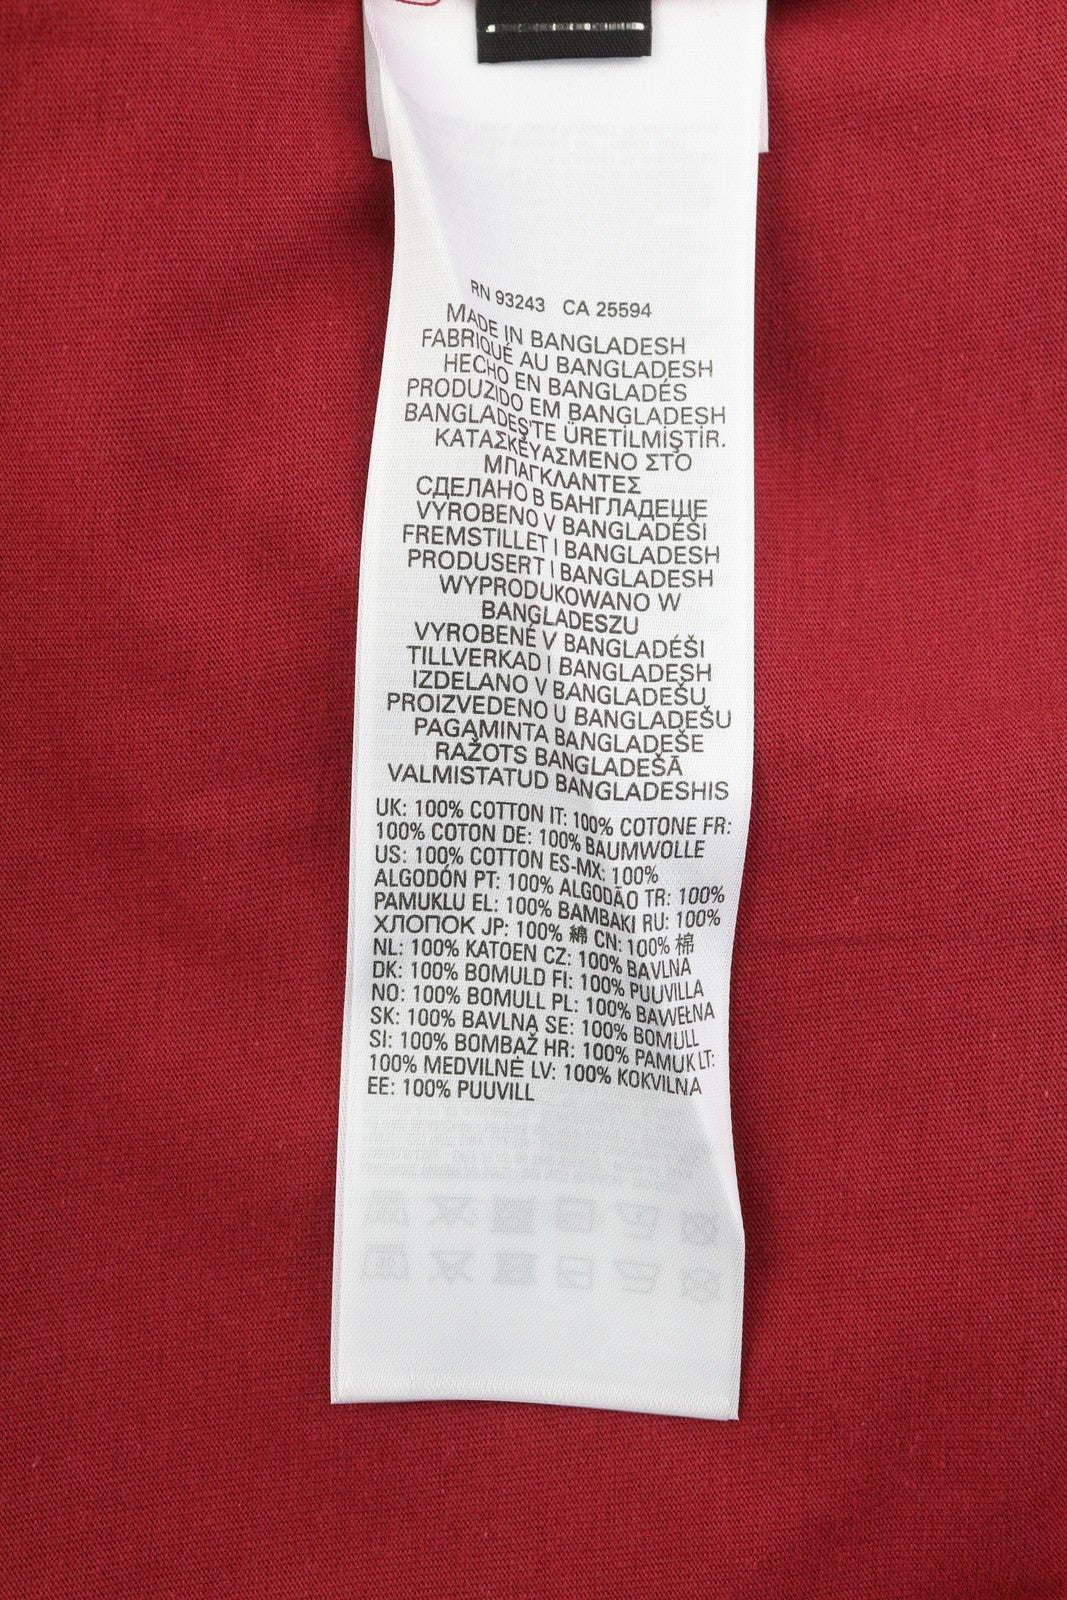 RN 93243 CA 25594
MADE IN BANGLADESH
FABRIQUÉ AU BANGLADESH
HECHO EN BANGLADÉS
PRODUZIDO EM BANGLADESH
BANGLADEŞ'TE ÜRETİLMİŞTİR.
ΚΑΤΑΣΚΕΥΑΣΜΕΝΟ ΣΤΟ
ΜΠΑΓΚΛΑΝΤΕΣ
СДЕЛАНО В БАНГЛАДЕШЕ
VYROBENO V BANGLADÉŠI
FREMSTILLET I BANGLADESH
PRODUSERT I BANGLADESH
WYPRODUKOWANO W
BANGLADESZU
VYROBENÉ V BANGLADÉŠI
TILLVERKAD I BANGLADESH
IZDELANO V BANGLADEŠU
PROIZVEDENO U BANGLADEŠU
PAGAMINTA BANGLADEŠE
RAŽOTS BANGLADEŠĀ
VALMISTATUD BANGLADESHIS
UK: 100% COTTON IT: 100% COTONE FR:
100% COTON DE: 100% BAUMWOLLE
US: 100% COTTON ES-MX: 100%
ALGODÓN PT: 100% ALGODÃO TR: 100%
PAMUKLU EL: 100% ΒΑΜΒΑΚΙ RU: 100%
ХЛОПОК JP: 100% 綿 CN: 100% 棉
NL: 100% KATOEN CZ: 100% BAVLNA
DK: 100% BOMULD FI: 100% PUUVILLA
NO: 100% BOMULL PL: 100% BAWEŁNA
SK: 100% BAVLNA SE: 100% BOMULL
SI: 100% BOMBAŽ HR: 100% PAMUK LT:
100% MEDVILNĖ LV: 100% KOKVILNA
EE: 100% PUUVILL